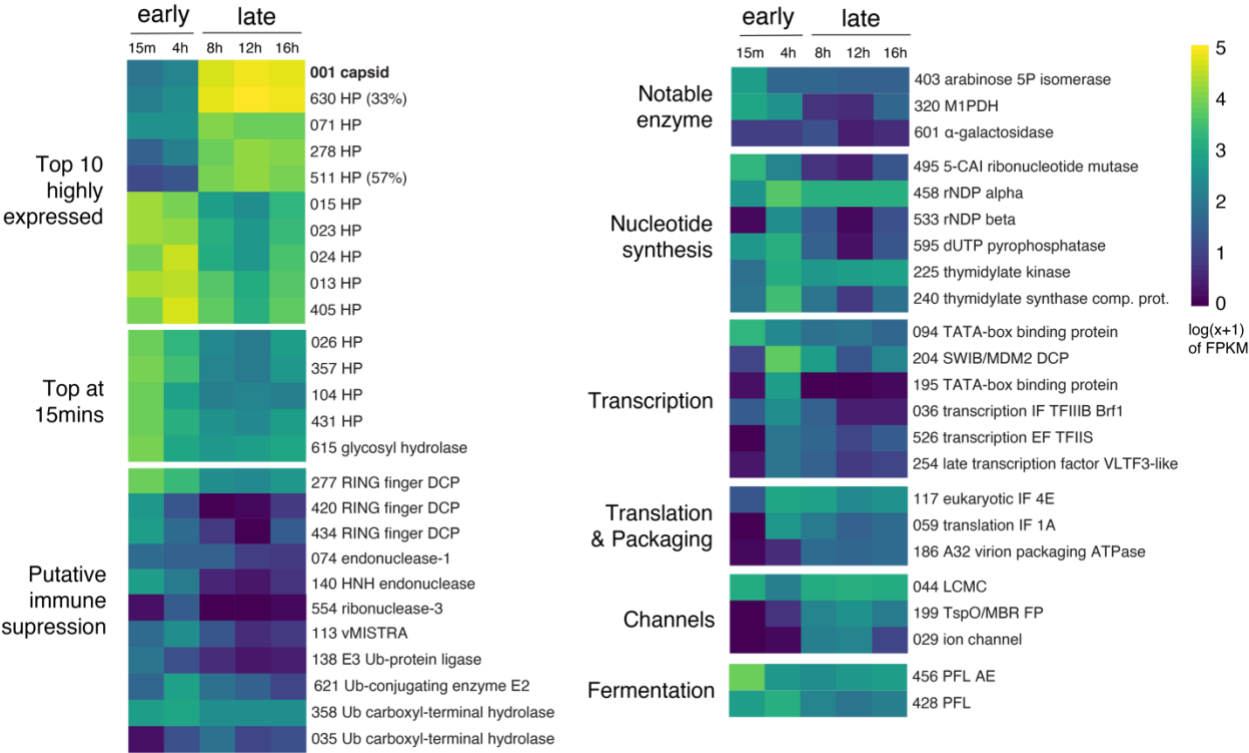 early late
15m 4h 8h 12h 16h
Top 10
highly
expressed
001 capsid
630 HP (33%)
071 HP
278 HP
511 HP (57%)
015 HP
023 HP
024 HP
013 HP
405 HP
Top at
15mins
026 HP
357 HP
104 HP
431 HP
615 glycosyl hydrolase
Putative
immune
supression
277 RING finger DCP
420 RING finger DCP
434 RING finger DCP
074 endonuclease-1
140 HNH endonuclease
554 ribonuclease-3
113 vMISTRA
138 E3 Ub-protein ligase
621 Ub-conjugating enzyme E2
358 Ub carboxyl-terminal hydrolase
035 Ub carboxyl-terminal hydrolase
early late
15m 4h 8h 12h 16h
Notable
enzyme
403 arabinose 5P isomerase
320 M1PDH
601 α-galactosidase
Nucleotide
synthesis
495 5-CAI ribonucleotide mutase
458 rNDP alpha
533 rNDP beta
595 dUTP pyrophosphatase
225 thymidylate kinase
240 thymidylate synthase comp. prot.
Transcription
094 TATA-box binding protein
204 SWIB/MDM2 DCP
195 TATA-box binding protein
036 transcription IF TFIIIB Brf1
526 transcription EF TFIIS
254 late transcription factor VLTF3-like
Translation
& Packaging
117 eukaryotic IF 4E
059 translation IF 1A
186 A32 virion packaging ATPase
Channels
044 LCMC
199 TspO/MBR FP
029 ion channel
Fermentation
456 PFL AE
428 PFL
5
4
3
2
1
0
log(x+1)
of FPKM